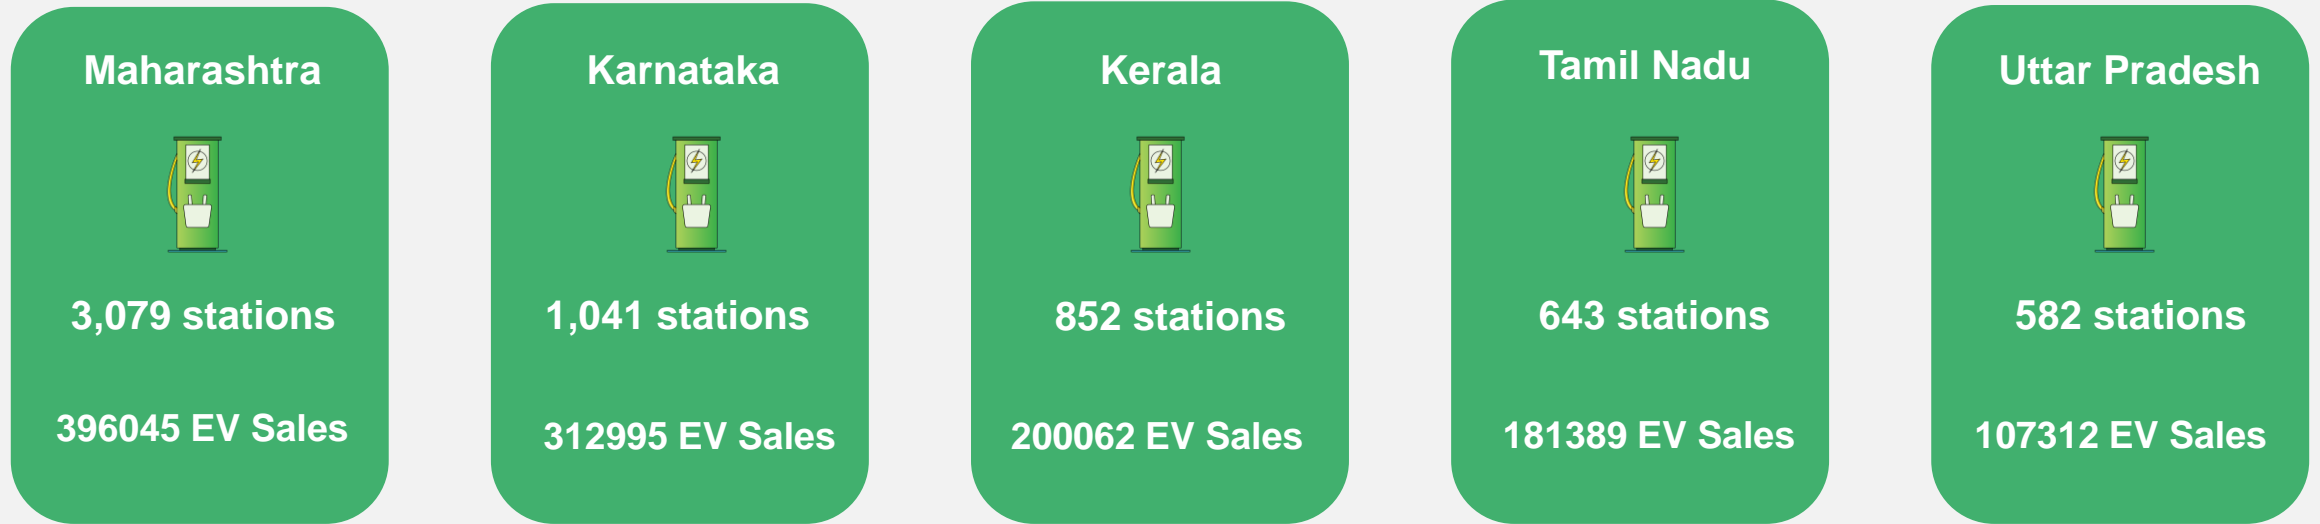 Maharashtra
3,079 stations
396045 EV Sales
Karnataka
1,041 stations
312995 EV Sales
Kerala
852 stations
200062 EV Sales
Tamil Nadu
643 stations
181389 EV Sales
Uttar Pradesh
582 stations
107312 EV Sales